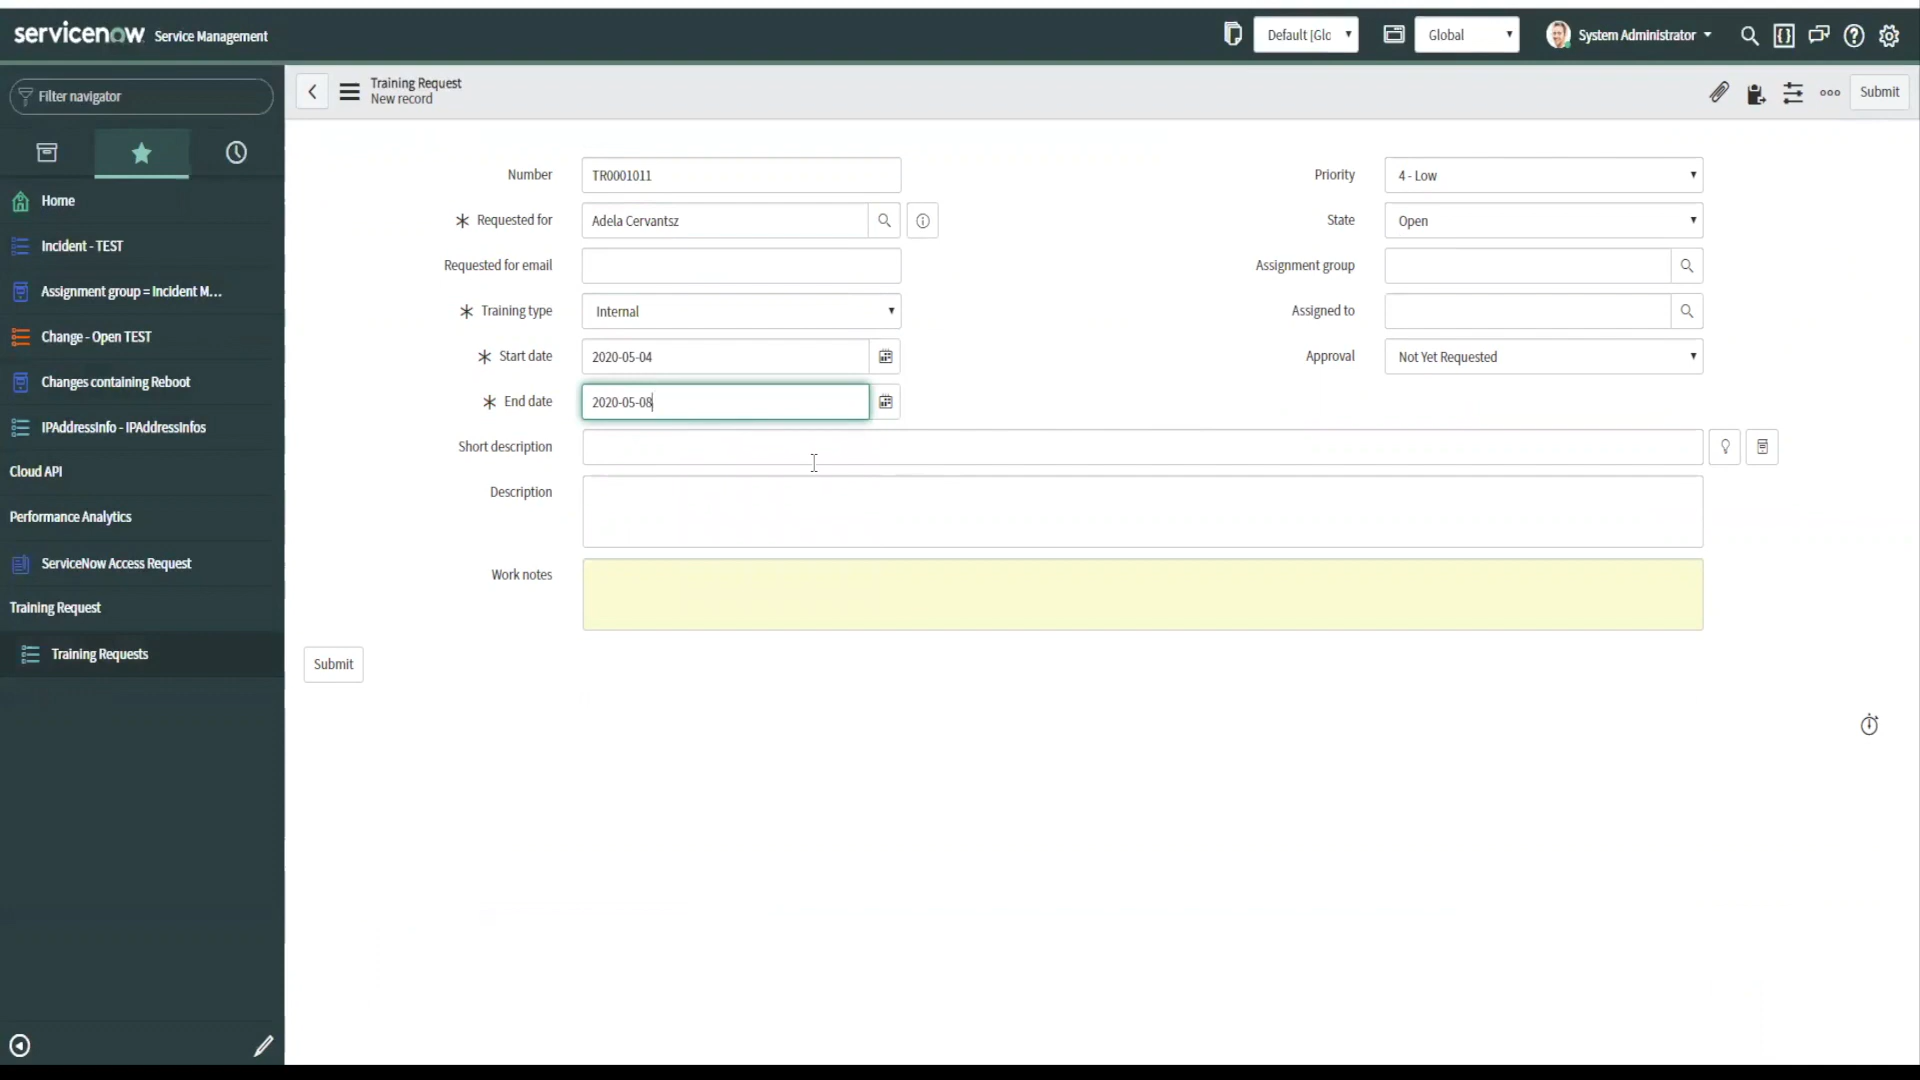 servicenow Service Management
Default [Glc
Global
System Administrator
Filter navigator
Training Request
New record
Submit
Home
Incident - TEST
Assignment group = Incident M...
Change - Open TEST
Changes containing Reboot
IPAddressInfo - IPAddressInfos
Cloud API
Performance Analytics
ServiceNow Access Request
Training Request
Training Requests
Number TR0001011
Requested for Adela Cervantsz
Requested for email
Training type Internal
Start date 2020-05-04
End date 2020-05-08
Priority 4 - Low
State Open
Assignment group
Assigned to
Approval Not Yet Requested
Short description
Description
Work notes
Submit